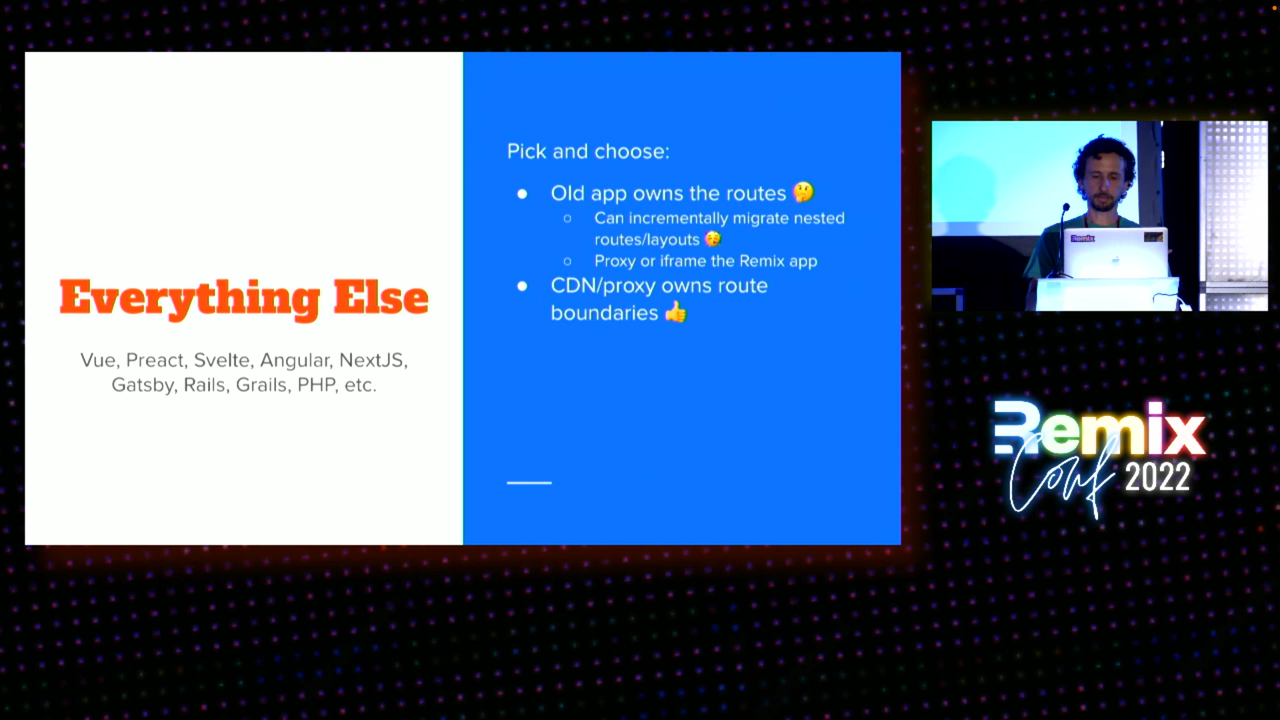 Everything Else
Vue, Preact, Svelte, Angular, NextJS,
Gatsby, Rails, Grails, PHP, etc.
Pick and choose:
● Old app owns the routes 🤔
○ Can incrementally migrate nested
routes/layouts 🥳
○ Proxy or iframe the Remix app
● CDN/proxy owns route
boundaries 👍
Remix
Remix
Conf 2022